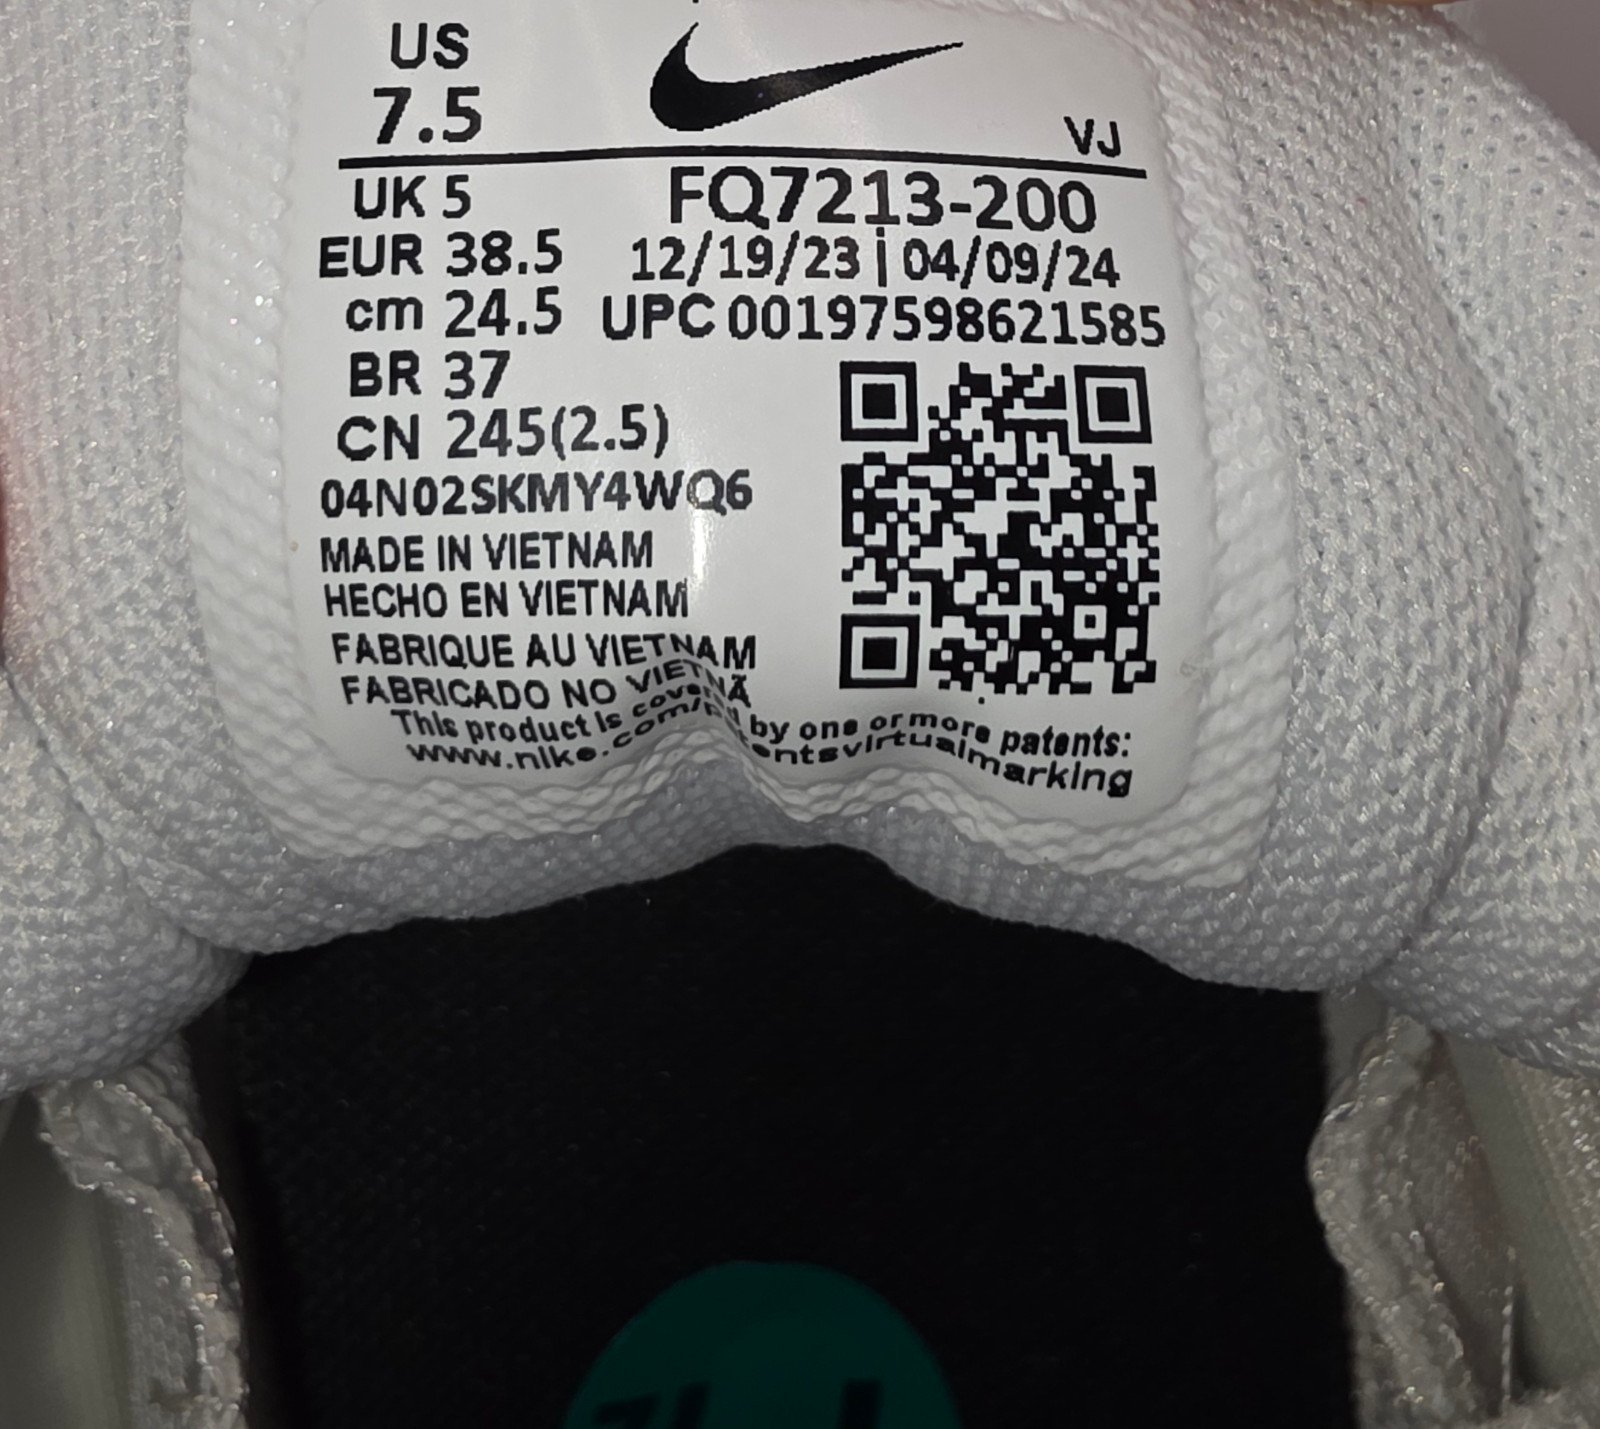 US
7.5
VJ
UK 5
FQ7213-200
EUR 38.5
12/19/23 | 04/09/24
cm 24.5
UPC 00197598621585
BR 37
CN 245(2.5)
04N02SKMY4WQ6
MADE IN VIETNAM
HECHO EN VIETNAM
FABRIQUE AU VIETNAM
FABRICADO NO VIETNÃ
This product is covered by one or more patents:
www.nike.com/patentsvirtualmarking